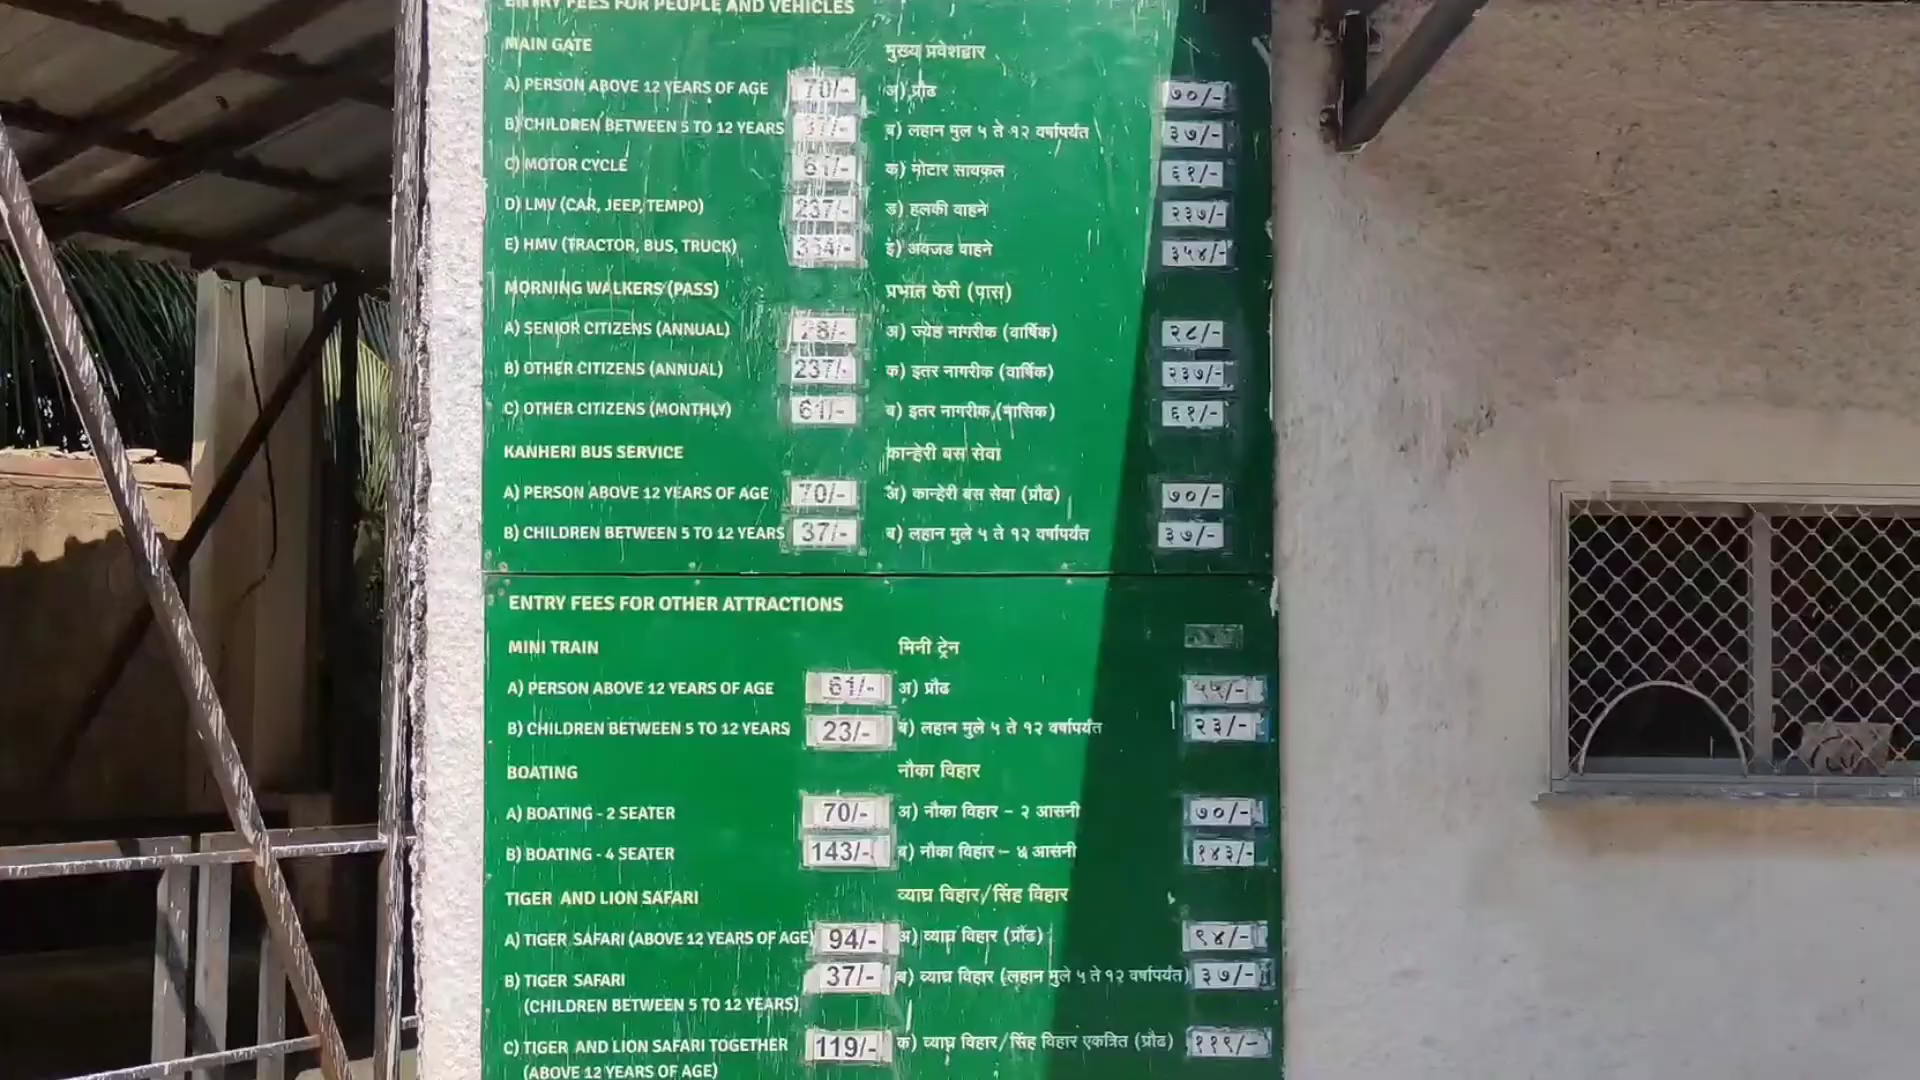 ENTRY FEES FOR PEOPLE AND VEHICLES
MAIN GATE मुख्य प्रवेशद्वार
A) PERSON ABOVE 12 YEARS OF AGE 70/- अ) प्रौढ ७०/-
B) CHILDREN BETWEEN 5 TO 12 YEARS 37/- ब) लहान मुल ५ ते १२ वर्षापर्यंत ३७/-
C) MOTOR CYCLE 61/- क) मोटार सायकल ६१/-
D) LMV (CAR, JEEP, TEMPO) 237/- ड) हलकी वाहने २३७/-
E) HMV (TRACTOR, BUS, TRUCK) 354/- इ) अवजड वाहने ३५४/-
MORNING WALKERS (PASS) प्रभात फेरी (पास)
A) SENIOR CITIZENS (ANNUAL) 28/- अ) ज्येष्ठ नागरीक (वार्षिक) २८/-
B) OTHER CITIZENS (ANNUAL) 237/- क) इतर नागरीक (वार्षिक) २३७/-
C) OTHER CITIZENS (MONTHLY) 61/- ब) इतर नागरीक (मासिक) ६१/-
KANHERI BUS SERVICE कान्हेरी बस सेवा
A) PERSON ABOVE 12 YEARS OF AGE 70/- अ) कान्हेरी बस सेवा (प्रौढ) ७०/-
B) CHILDREN BETWEEN 5 TO 12 YEARS 37/- ब) लहान मुले ५ ते १२ वर्षापर्यंत ३७/-
ENTRY FEES FOR OTHER ATTRACTIONS
MINI TRAIN मिनी ट्रेन
A) PERSON ABOVE 12 YEARS OF AGE 61/- अ) प्रौढ
B) CHILDREN BETWEEN 5 TO 12 YEARS 23/- ब) लहान मुले ५ ते १२ वर्षापर्यंत २३/-
BOATING नौका विहार
A) BOATING - 2 SEATER 70/- अ) नौका विहार – २ आसनी ७०/-
B) BOATING - 4 SEATER 143/- ब) नौका विहार – ४ आसनी १४३/-
TIGER AND LION SAFARI व्याघ्र विहार/सिंह विहार
A) TIGER SAFARI (ABOVE 12 YEARS OF AGE) 94/- अ) व्याघ्र विहार (प्रौढ) ९४/-
B) TIGER SAFARI 37/- ब) व्याघ्र विहार (लहान मुले ५ ते १२ वर्षापर्यंत) ३७/-
(CHILDREN BETWEEN 5 TO 12 YEARS)
C) TIGER AND LION SAFARI TOGETHER 119/- क) व्याघ्र विहार/सिंह विहार एकत्रित (प्रौढ) ११९/-
(ABOVE 12 YEARS OF AGE)